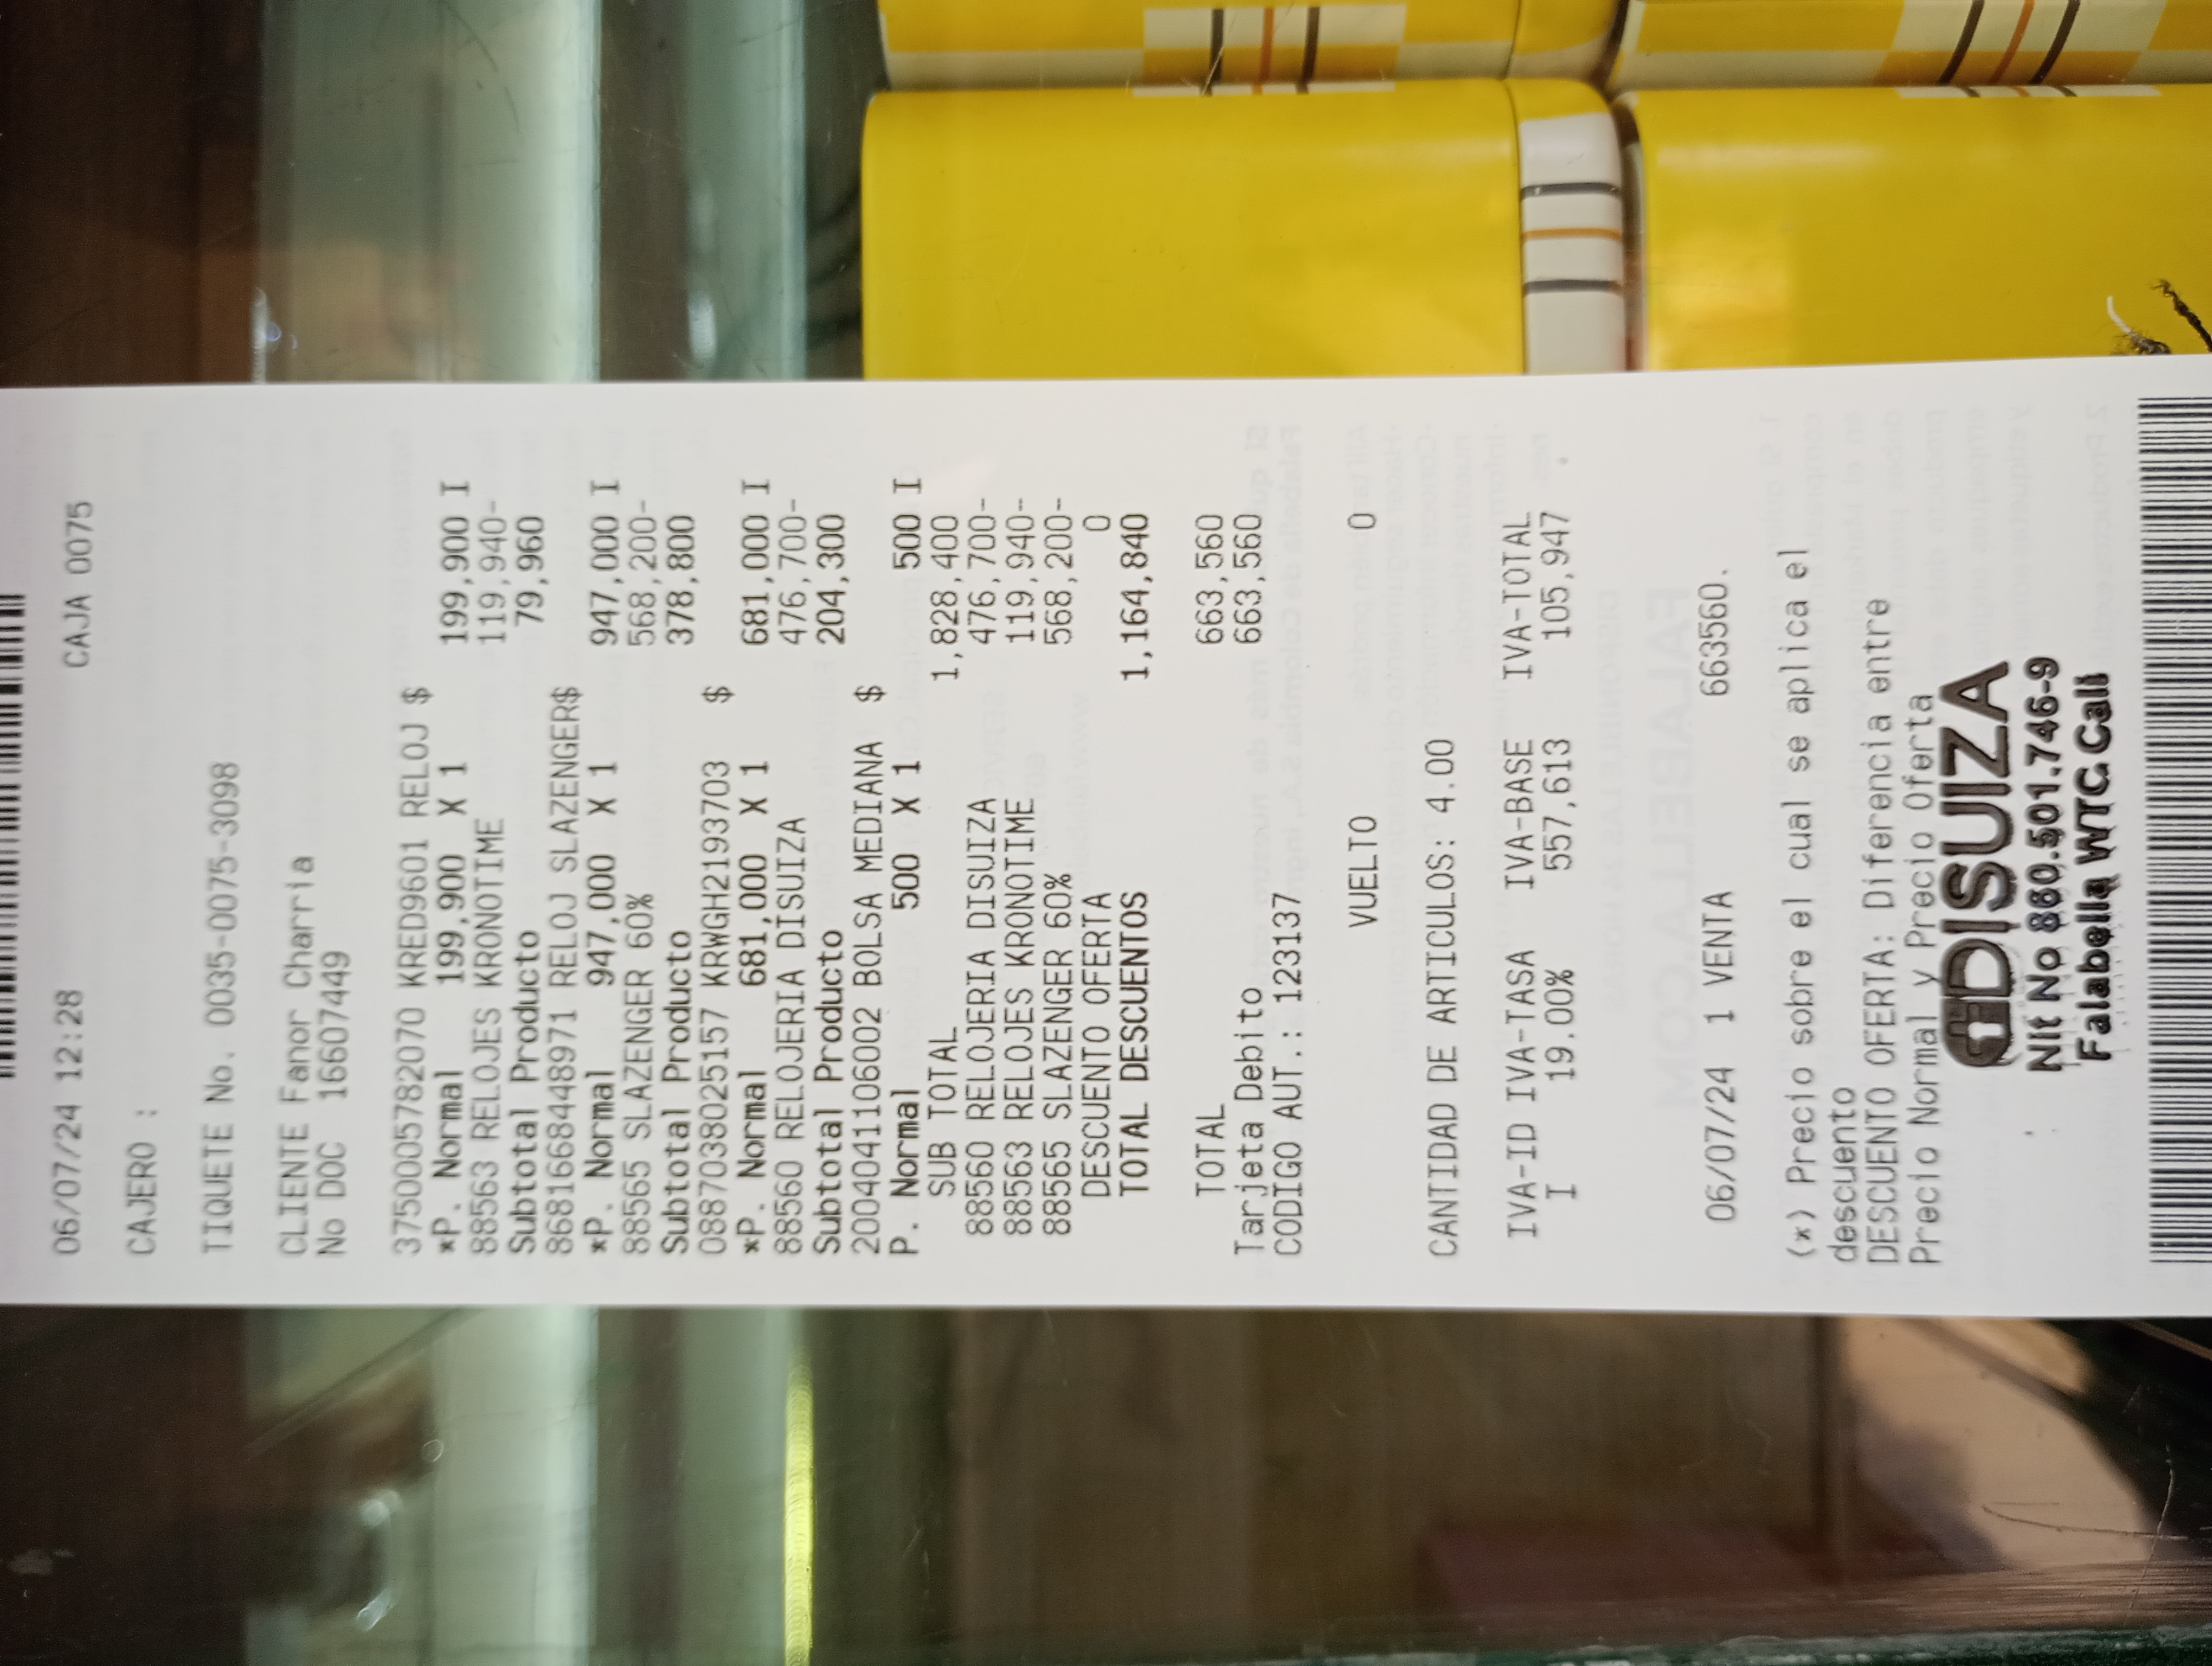 06/07/24 12:28 CAJA 0075
CAJERO :
TIQUETE No. 0035-0075-3098
CLIENTE Fanor Charria
No DOC 16607449
3750005782070 KRED9601 RELOJ $
*P. Normal 199,900 X 1 199,900 I
88563 RELOJES KRONOTIME 119,940-
Subtotal Producto 79,960
8681668448971 RELOJ SLAZENGER$
*P. Normal 947,000 X 1 947,000 I
88565 SLAZENGER 60% 568,200-
Subtotal Producto 378,800
0887038025157 KRWGH2193703 $
*P. Normal 681,000 X 1 681,000 I
88560 RELOJERIA DISUIZA 476,700-
Subtotal Producto 204,300
2004041106002 BOLSA MEDIANA $
P. Normal 500 X 1 500 I
SUB TOTAL 1,828,400
88560 RELOJERIA DISUIZA 476,700-
88563 RELOJES KRONOTIME 119,940-
88565 SLAZENGER 60% 568,200-
DESCUENTO OFERTA 0
TOTAL DESCUENTOS 1,164,840
TOTAL 663,560
Tarjeta Debito 663,560
CODIGO AUT.: 123137
VUELTO 0
CANTIDAD DE ARTICULOS: 4.00
IVA-ID IVA-TASA IVA-BASE IVA-TOTAL
I 19.00% 557,613 105,947
06/07/24 1 VENTA 663560.
(*) Precio sobre el cual se aplica el
descuento
DESCUENTO OFERTA: Diferencia entre
Precio Normal y Precio Oferta
DISUIZA
Nit No 860.501.746-9
Falabella WTC. Cali